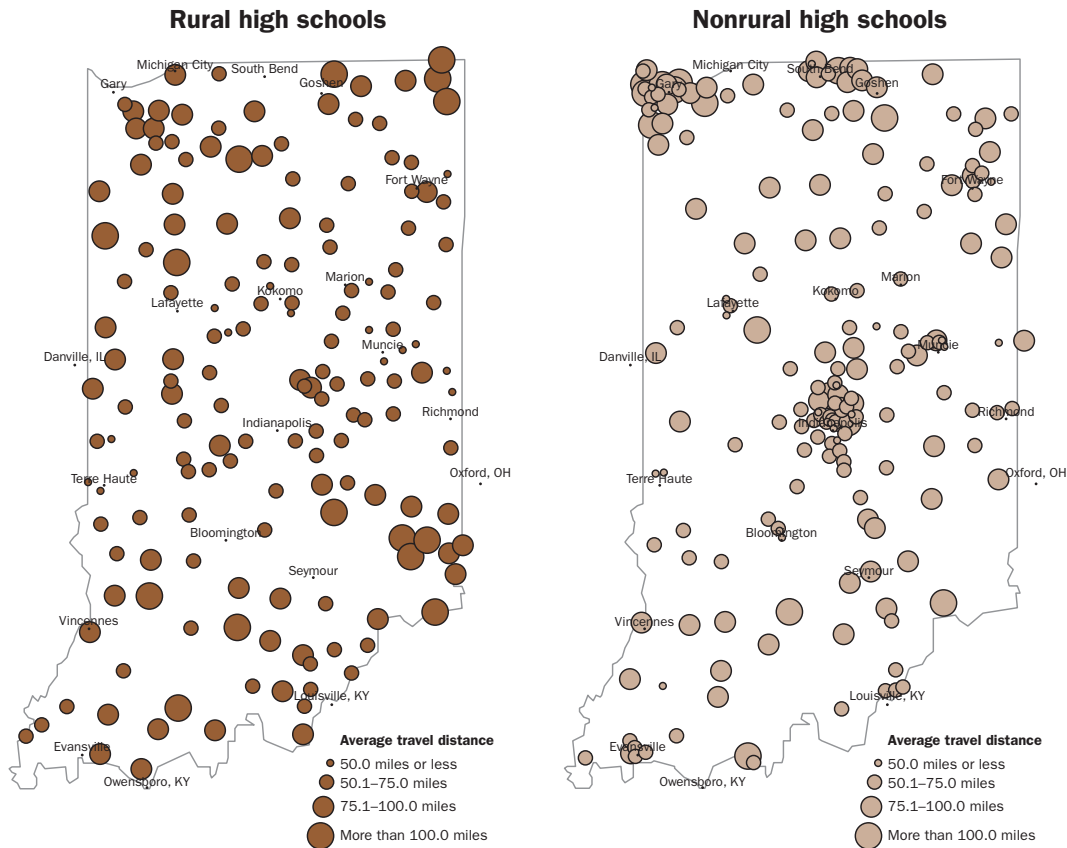 Rural high schools
Michigan City
South Bend
Gary
Goshen
Fort Wayne
Marion
Kokomo
Lafayette
Muncie
Danville, IL
Richmond
Indianapolis
Terre Haute
Oxford, OH
Bloomington
Seymour
Vincennes
Louisville, KY
Evansville
Owensboro, KY
Average travel distance
50.0 miles or less
50.1–75.0 miles
75.1–100.0 miles
More than 100.0 miles
Nonrural high schools
Michigan City
South Bend
Gary
Goshen
Fort Wayne
Marion
Kokomo
Lafayette
Muncie
Danville, IL
Richmond
Indianapolis
Terre Haute
Oxford, OH
Bloomington
Seymour
Vincennes
Louisville, KY
Evansville
Owensboro, KY
Average travel distance
50.0 miles or less
50.1–75.0 miles
75.1–100.0 miles
More than 100.0 miles